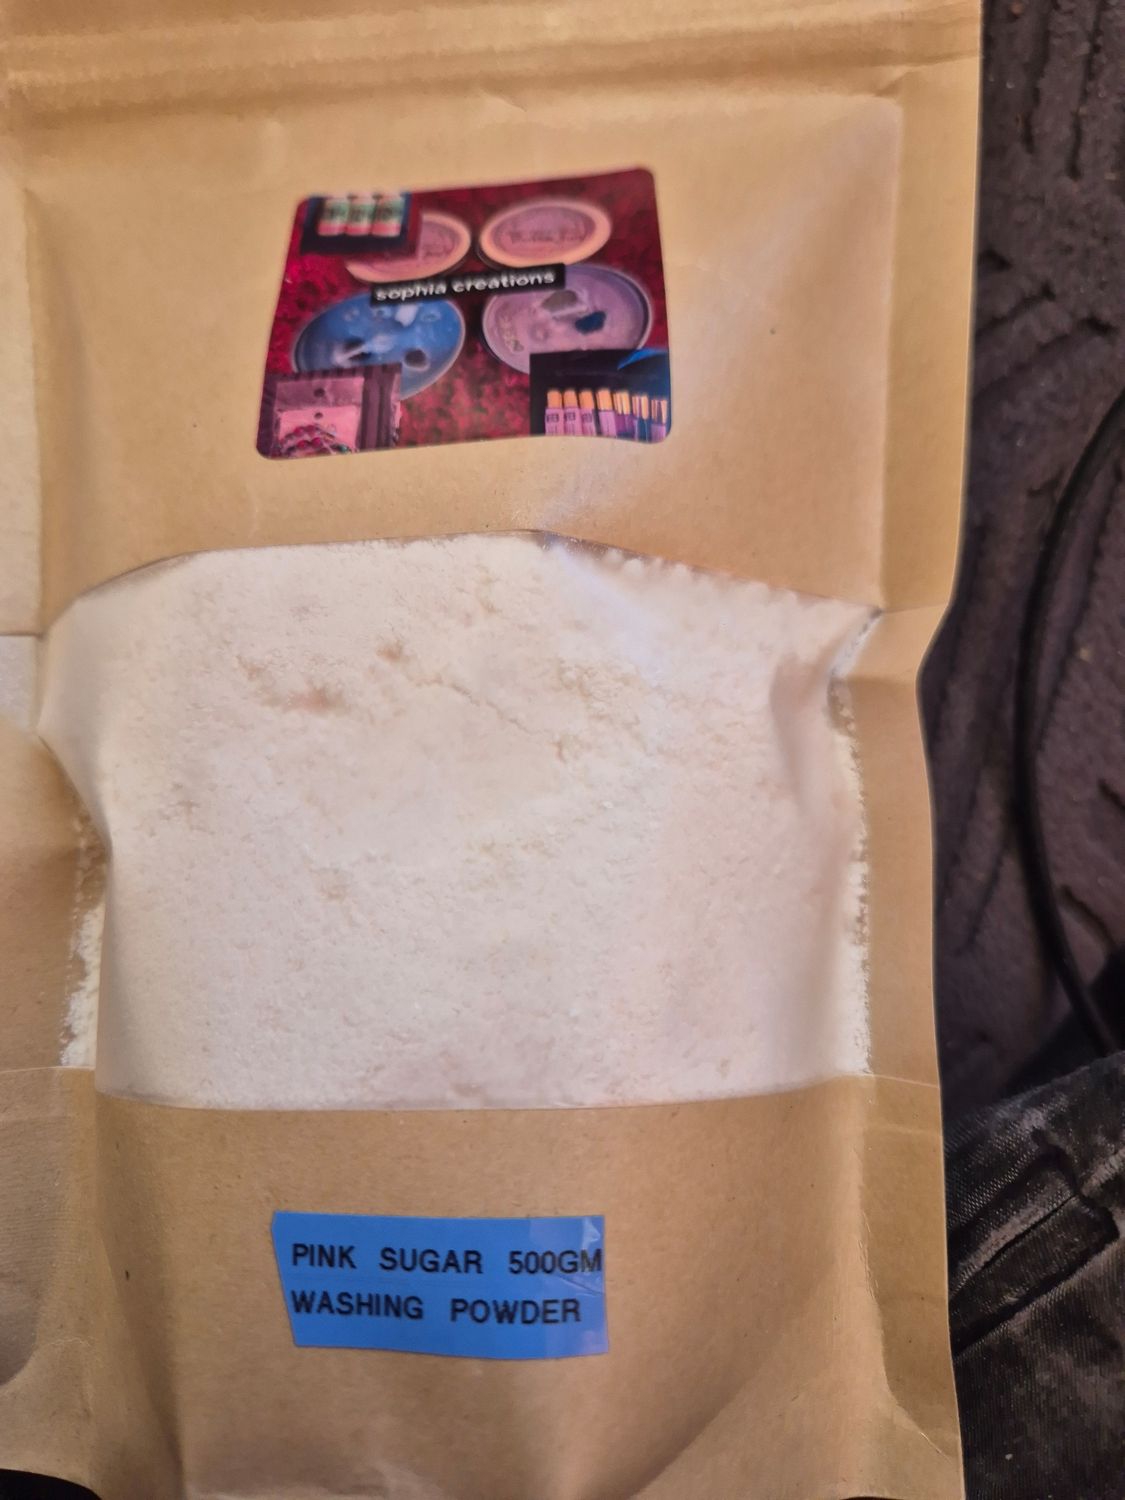 sophia creations
PINK SUGAR 500GM
WASHING POWDER